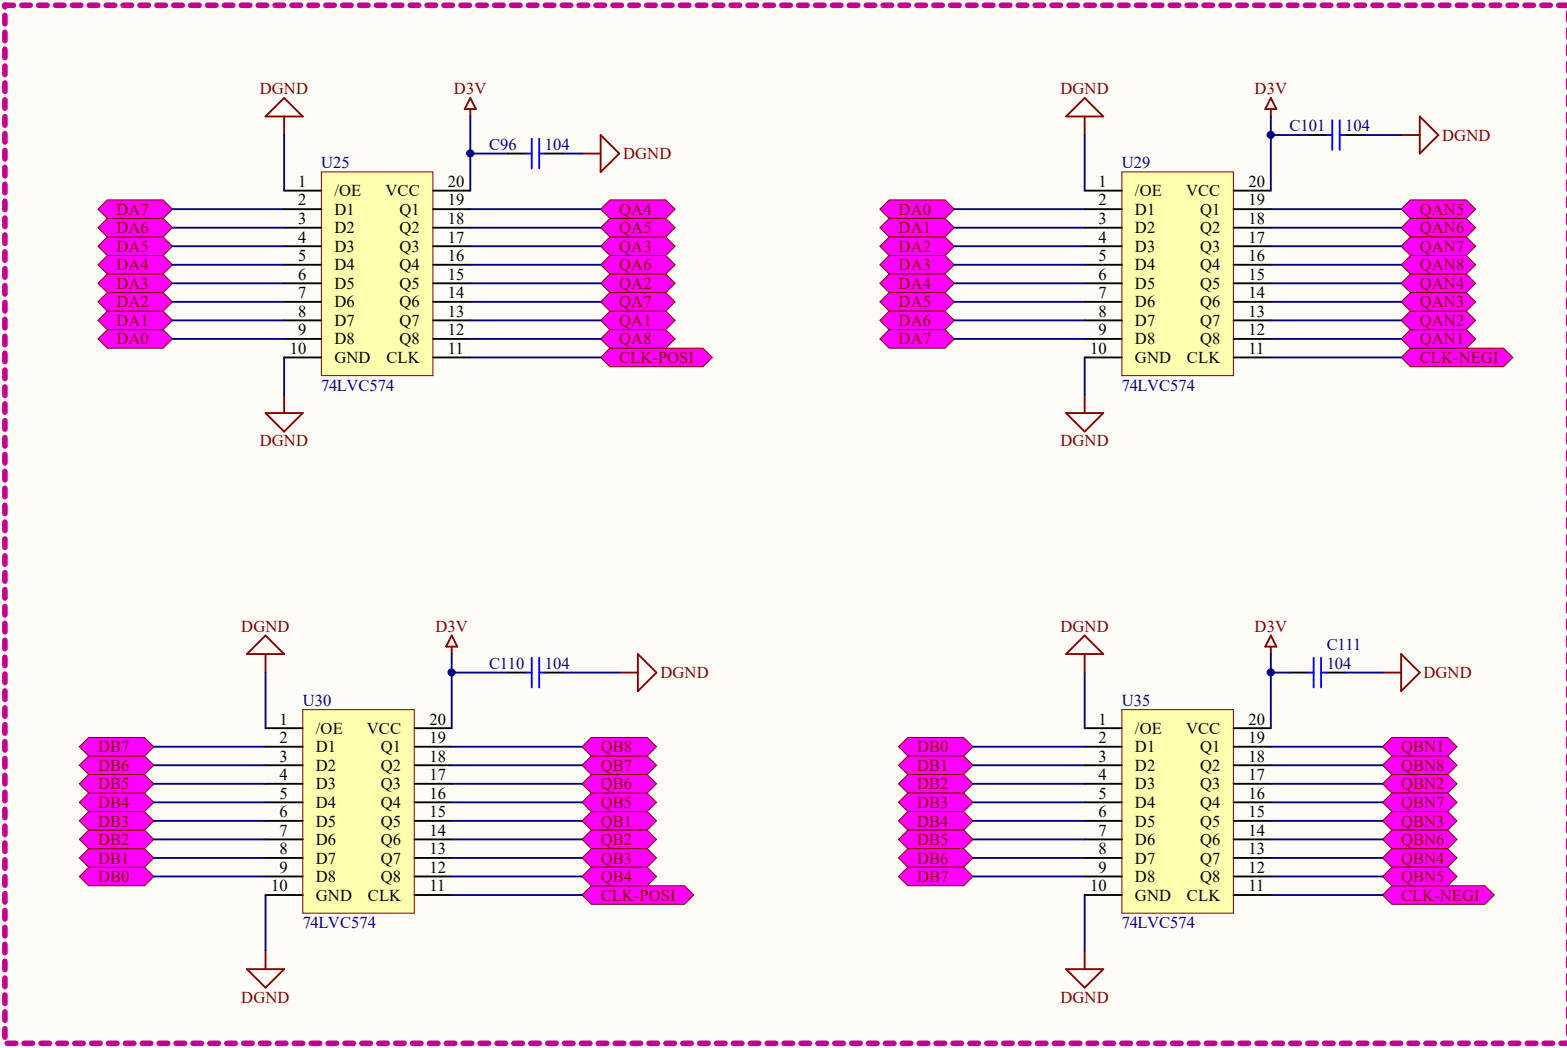 DGND D3V
C96 104 DGND
U25
1 /OE VCC 20
DA7 2 D1 Q1 19 QA4
DA6 3 D2 Q2 18 QA5
DA5 4 D3 Q3 17 QA3
DA4 5 D4 Q4 16 QA6
DA3 6 D5 Q5 15 QA2
DA2 7 D6 Q6 14 QA7
DA1 8 D7 Q7 13 QA1
DA0 9 D8 Q8 12 QA8
10 GND CLK 11 CLK-POSI
74LVC574
DGND
DGND D3V
C101 104 DGND
U29
1 /OE VCC 20
DA0 2 D1 Q1 19 QAN5
DA1 3 D2 Q2 18 QAN6
DA2 4 D3 Q3 17 QAN7
DA3 5 D4 Q4 16 QAN8
DA4 6 D5 Q5 15 QAN4
DA5 7 D6 Q6 14 QAN3
DA6 8 D7 Q7 13 QAN2
DA7 9 D8 Q8 12 QAN1
10 GND CLK 11 CLK-NEGI
74LVC574
DGND
DGND D3V
C110 104 DGND
U30
1 /OE VCC 20
DB7 2 D1 Q1 19 QB8
DB6 3 D2 Q2 18 QB7
DB5 4 D3 Q3 17 QB6
DB4 5 D4 Q4 16 QB5
DB3 6 D5 Q5 15 QB1
DB2 7 D6 Q6 14 QB2
DB1 8 D7 Q7 13 QB3
DB0 9 D8 Q8 12 QB4
10 GND CLK 11 CLK-POSI
74LVC574
DGND
DGND D3V
C111
104 DGND
U35
1 /OE VCC 20
DB0 2 D1 Q1 19 QBN1
DB1 3 D2 Q2 18 QBN8
DB2 4 D3 Q3 17 QBN2
DB3 5 D4 Q4 16 QBN7
DB4 6 D5 Q5 15 QBN3
DB5 7 D6 Q6 14 QBN6
DB6 8 D7 Q7 13 QBN4
DB7 9 D8 Q8 12 QBN5
10 GND CLK 11 CLK-NEGI
74LVC574
DGND